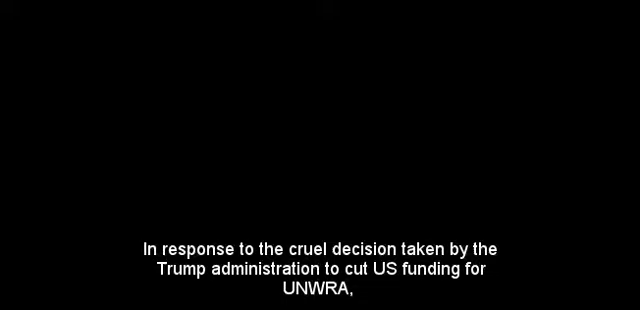 In response to the cruel decision taken by the
Trump administration to cut US funding for
UNWRA,